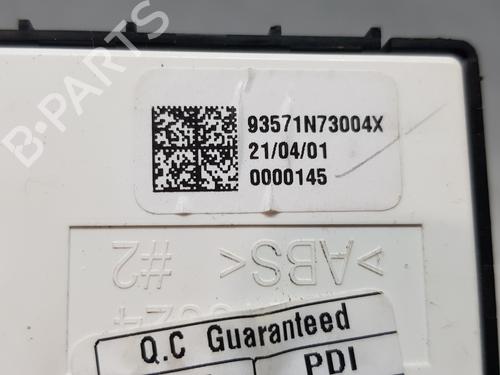 B-PARTS
93571N73004X
21/04/01
0000145
>ABS<
#2
Q.C Guaranteed
PDI